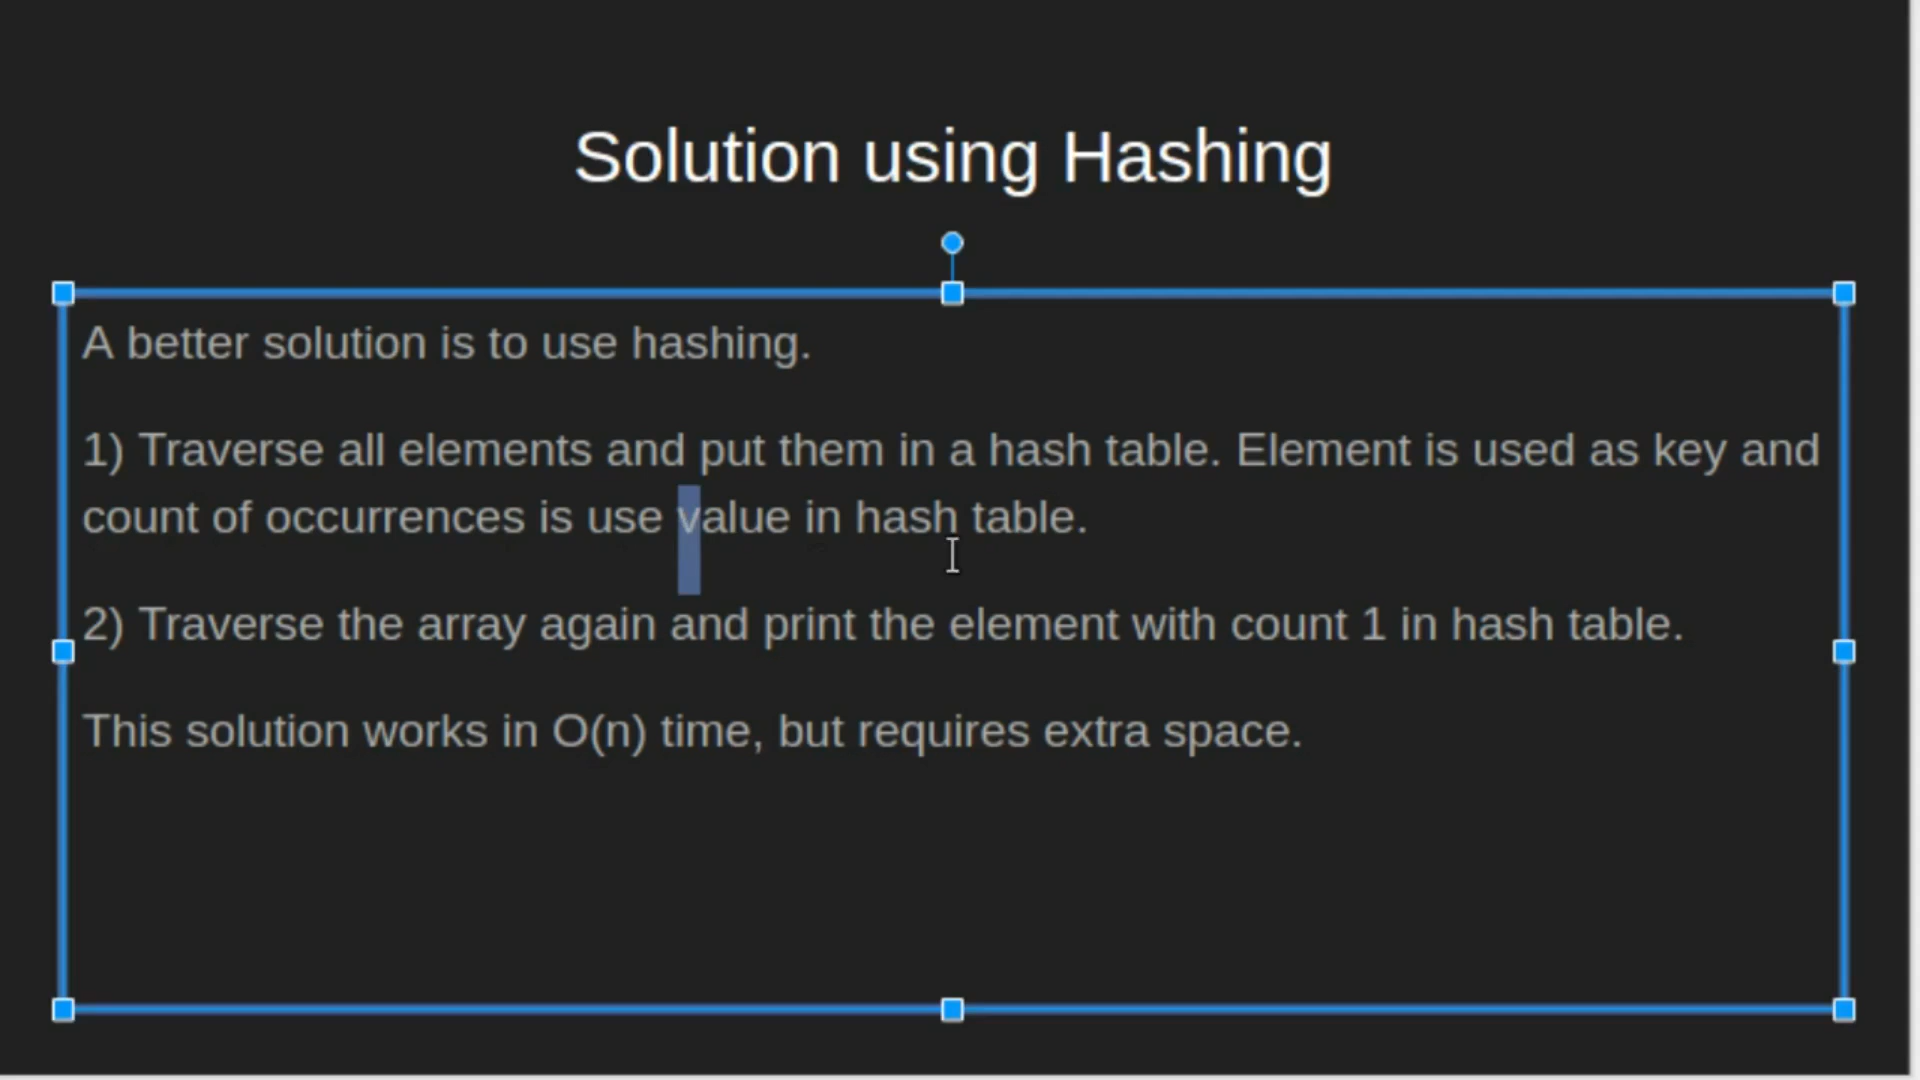 Solution using Hashing
A better solution is to use hashing.
1) Traverse all elements and put them in a hash table. Element is used as key and
count of occurrences is use value in hash table.
2) Traverse the array again and print the element with count 1 in hash table.
This solution works in O(n) time, but requires extra space.